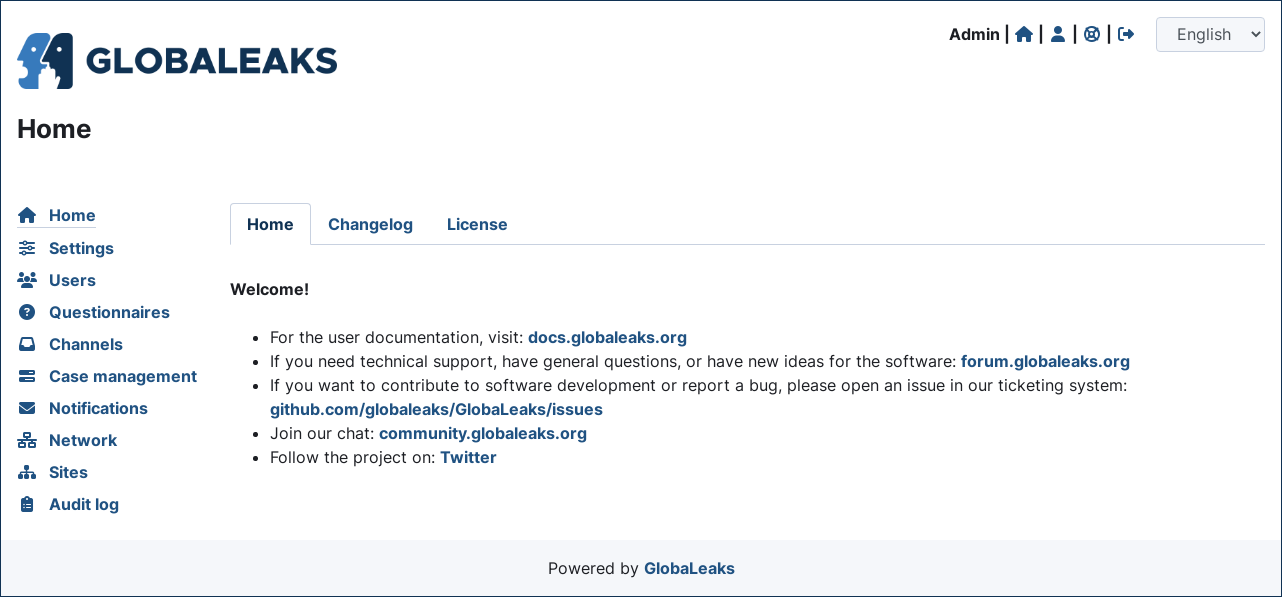 Admin | | | |
English
GLOBALEAKS
Home
Home
Settings
Users
Questionnaires
Channels
Case management
Notifications
Network
Sites
Audit log
Home Changelog License
Welcome!
For the user documentation, visit: docs.globaleaks.org
If you need technical support, have general questions, or have new ideas for the software: forum.globaleaks.org
If you want to contribute to software development or report a bug, please open an issue in our ticketing system:
github.com/globaleaks/GlobaLeaks/issues
Join our chat: community.globaleaks.org
Follow the project on: Twitter
Powered by GlobaLeaks